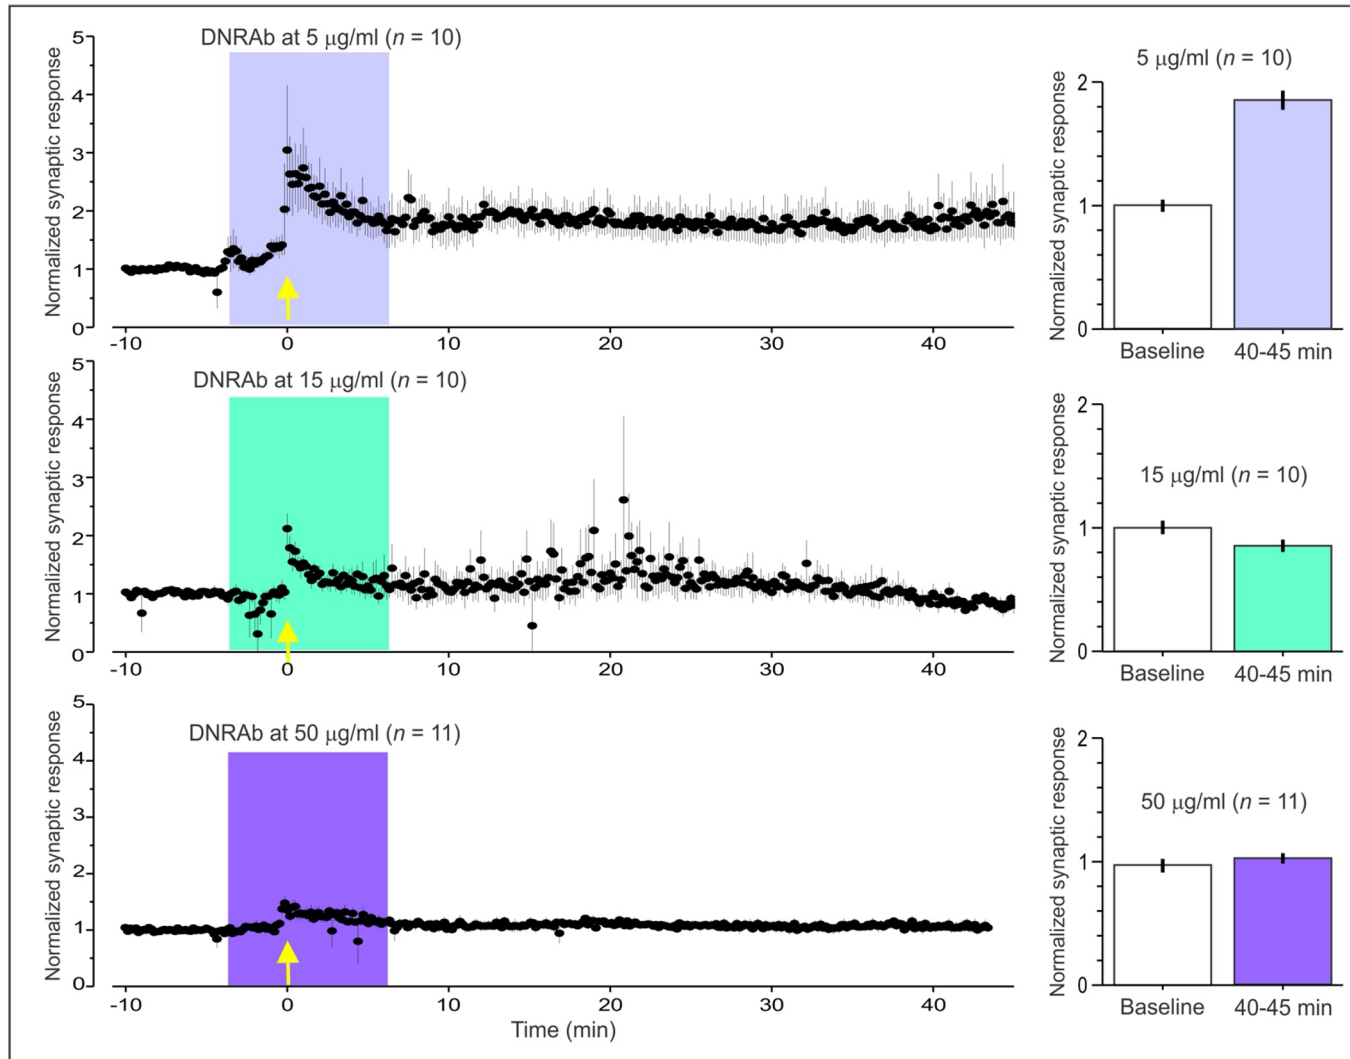 DNRAb at 5 μg/ml (n = 10)
Normalized synaptic response
5
4
3
2
1
0
-10
0
10
20
30
40
5 μg/ml (n = 10)
Normalized synaptic response
2
1
0
Baseline
40-45 min
DNRAb at 15 μg/ml (n = 10)
Normalized synaptic response
5
4
3
2
1
0
-10
0
10
20
30
40
15 μg/ml (n = 10)
Normalized synaptic response
2
1
0
Baseline
40-45 min
DNRAb at 50 μg/ml (n = 11)
Normalized synaptic response
5
4
3
2
1
0
-10
0
10
20
30
40
Time (min)
50 μg/ml (n = 11)
Normalized synaptic response
2
1
0
Baseline
40-45 min